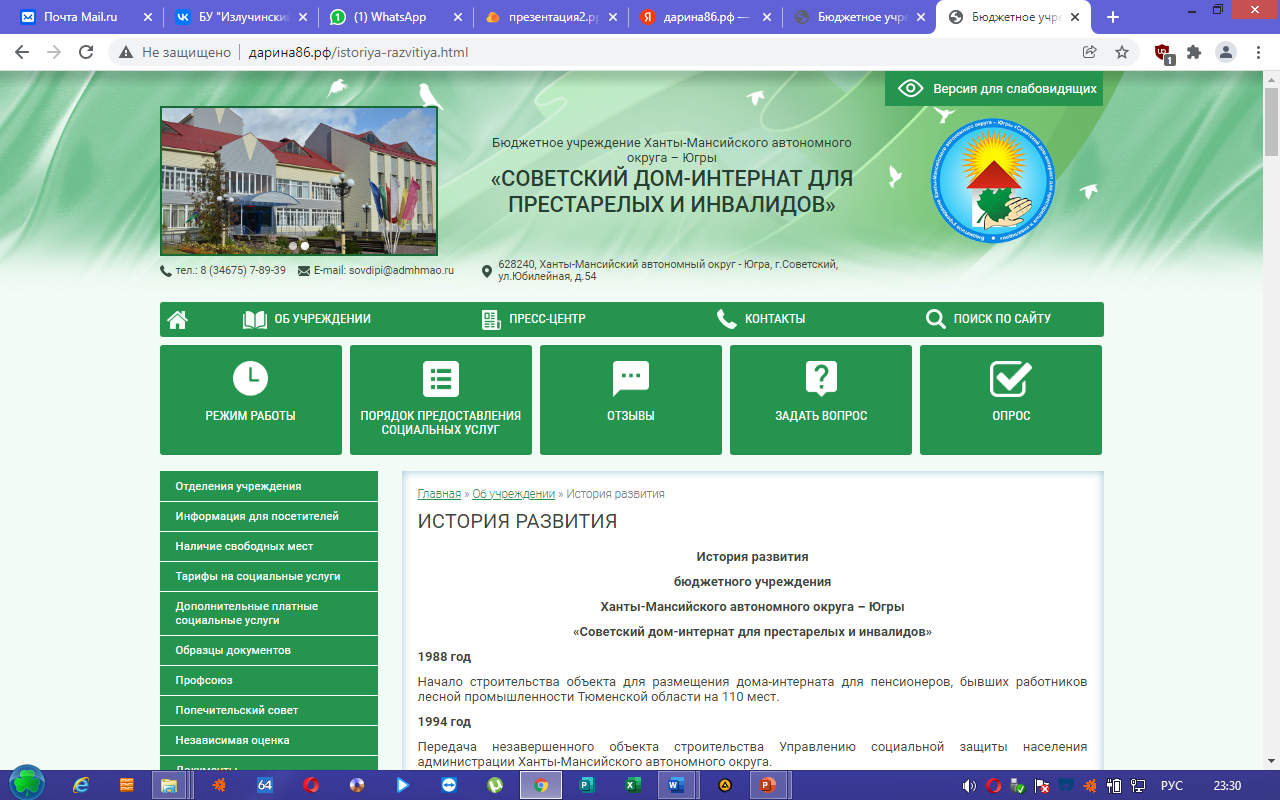 Почта Mail.ru
БУ "Излучинский
(1) WhatsApp
презентация2.pp
дарина86.рф —
Бюджетное учре
Бюджетное учре
Не защищено
дарина86.рф/istoriya-razvitiya.html
1
Версия для слабовидящих
Бюджетное учреждение Ханты-Мансийского автономного
округа – Югры
«СОВЕТСКИЙ ДОМ-ИНТЕРНАТ ДЛЯ
ПРЕСТАРЕЛЫХ И ИНВАЛИДОВ»
тел.: 8 (34675) 7-89-39
E-mail: sovdipi@admhmao.ru
628240, Ханты-Мансийский автономный округ - Югра, г.Советский,
ул.Юбилейная, д.54
ОБ УЧРЕЖДЕНИИ
ПРЕСС-ЦЕНТР
КОНТАКТЫ
ПОИСК ПО САЙТУ
РЕЖИМ РАБОТЫ
ПОРЯДОК ПРЕДОСТАВЛЕНИЯ
СОЦИАЛЬНЫХ УСЛУГ
ОТЗЫВЫ
ЗАДАТЬ ВОПРОС
ОПРОС
Отделения учреждения
Информация для посетителей
Наличие свободных мест
Тарифы на социальные услуги
Дополнительные платные
социальные услуги
Образцы документов
Профсоюз
Попечительский совет
Независимая оценка
Документы
Главная » Об учреждении » История развития
ИСТОРИЯ РАЗВИТИЯ
История развития
бюджетного учреждения
Ханты-Мансийского автономного округа – Югры
«Советский дом-интернат для престарелых и инвалидов»
1988 год
Начало строительства объекта для размещения дома-интерната для пенсионеров, бывших работников
лесной промышленности Тюменской области на 110 мест.
1994 год
Передача незавершенного объекта строительства Управлению социальной защиты населения
администрации Ханты-Мансийского автономного округа.
64
РУС
23:30